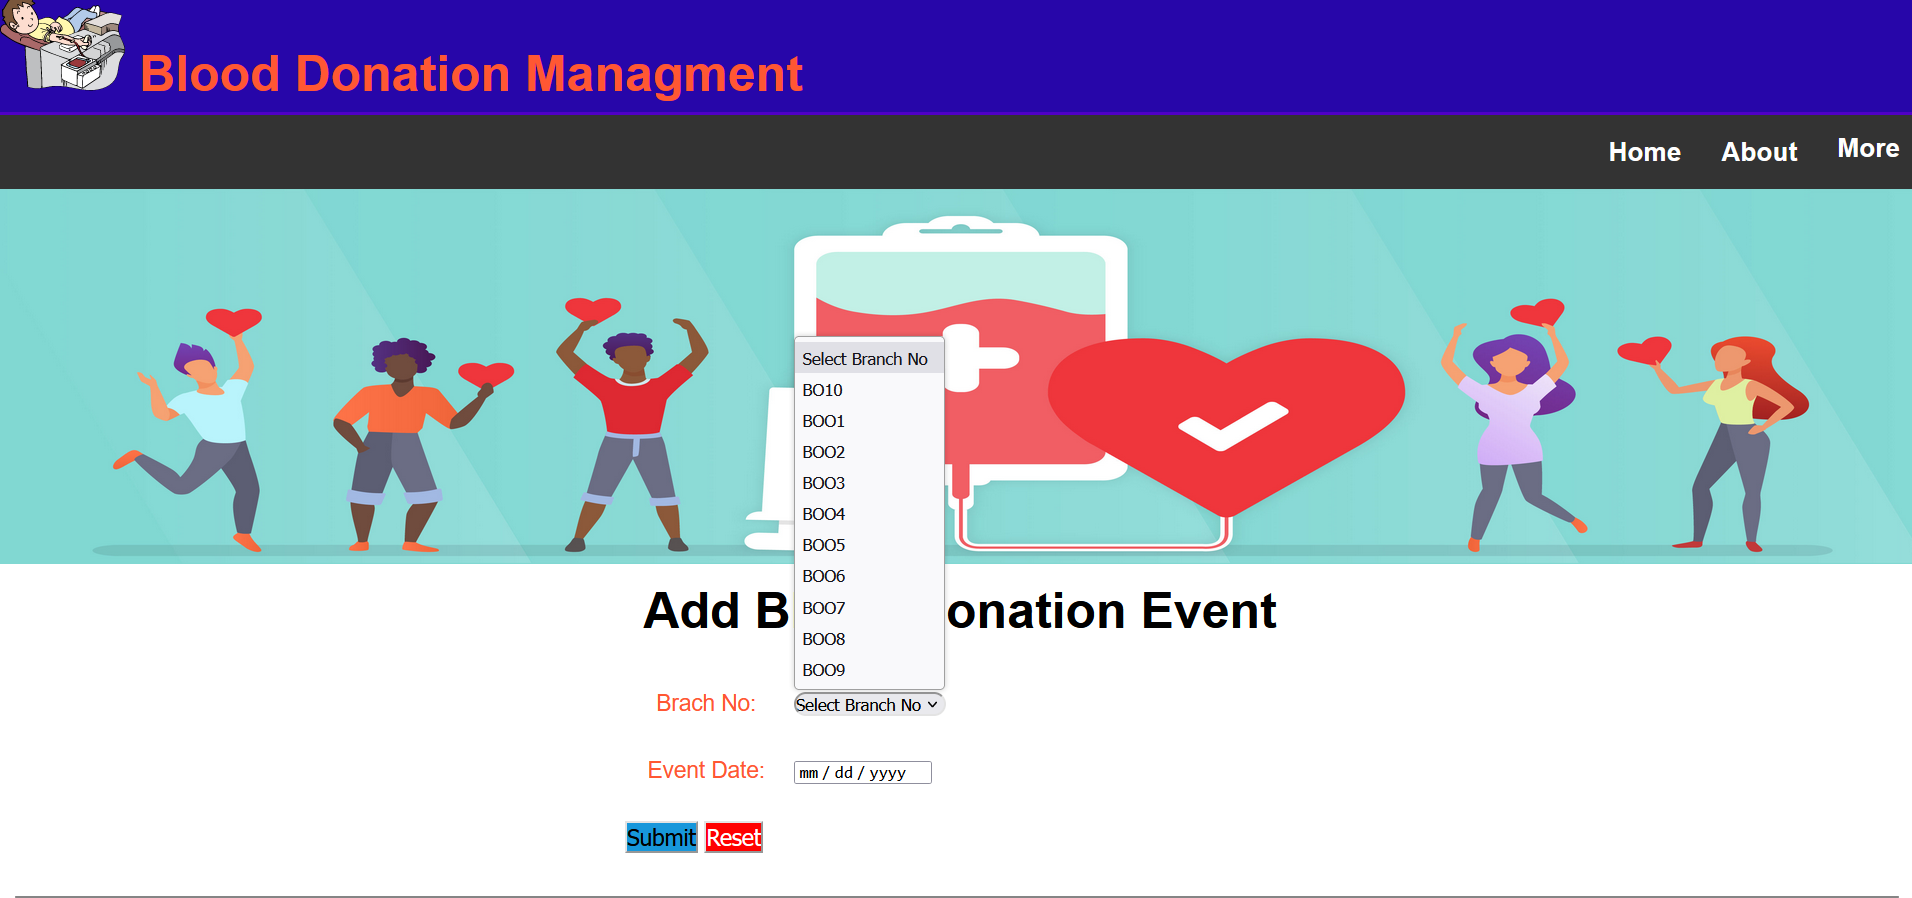 Blood Donation Managment
Home About More
Select Branch No
BO10
BOO1
BOO2
BOO3
BOO4
BOO5
BOO6
BOO7
BOO8
BOO9
Add B onation Event
Brach No: Select Branch No
Event Date: mm / dd / yyyy
Submit Reset